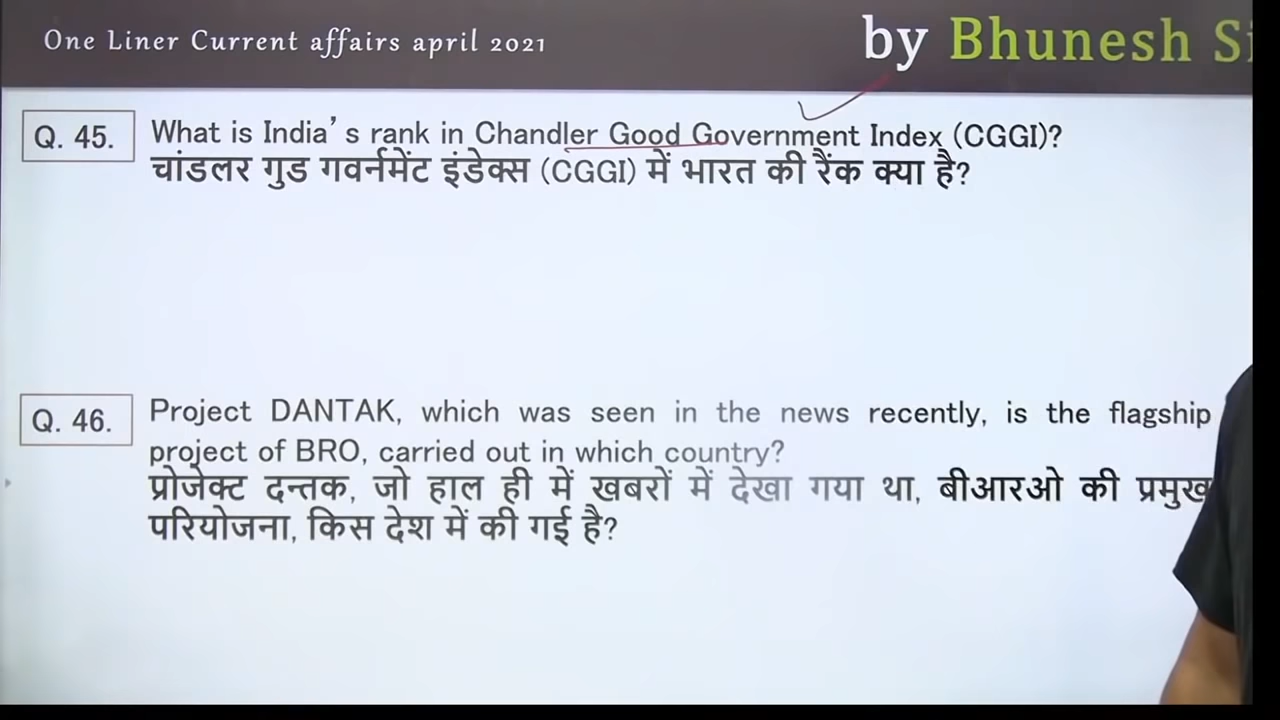 One Liner Current affairs april 2021
by Bhunesh
Q. 45. What is India's rank in Chandler Good Government Index (CGGI)?
चांडलर गुड गवर्नमेंट इंडेक्स (CGGI) में भारत की रैंक क्या है?
Q. 46. Project DANTAK, which was seen in the news recently, is the flagship
project of BRO, carried out in which country?
प्रोजेक्ट दन्तक, जो हाल ही में खबरों में देखा गया था, बीआरओ की प्रमुख
परियोजना, किस देश में की गई है?